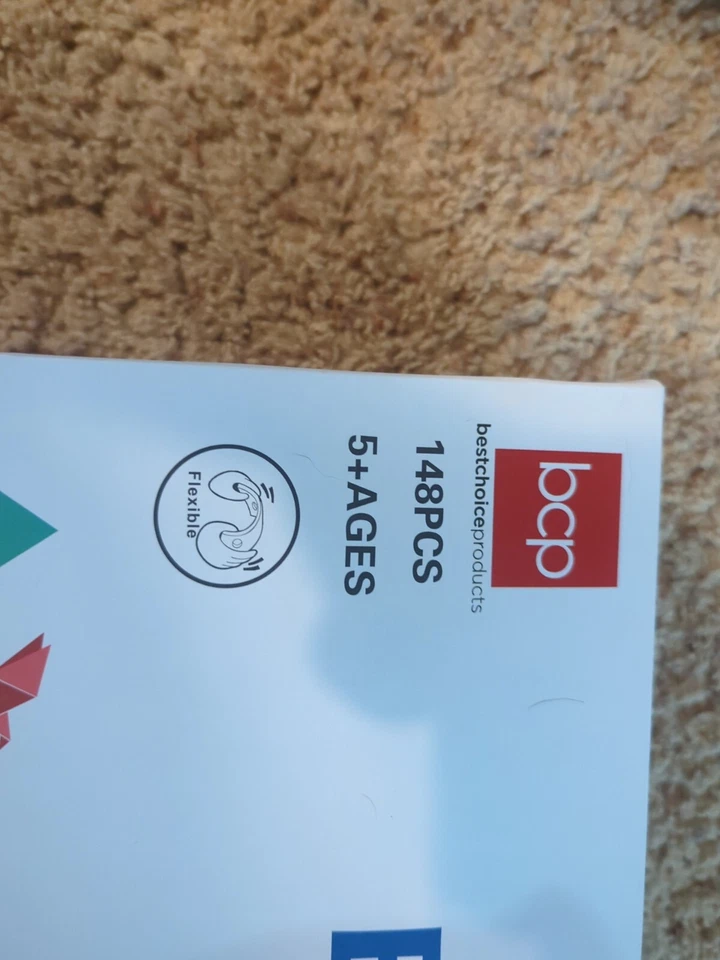 bcp
bestchoiceproducts
148PCS
5+AGES
Flexible